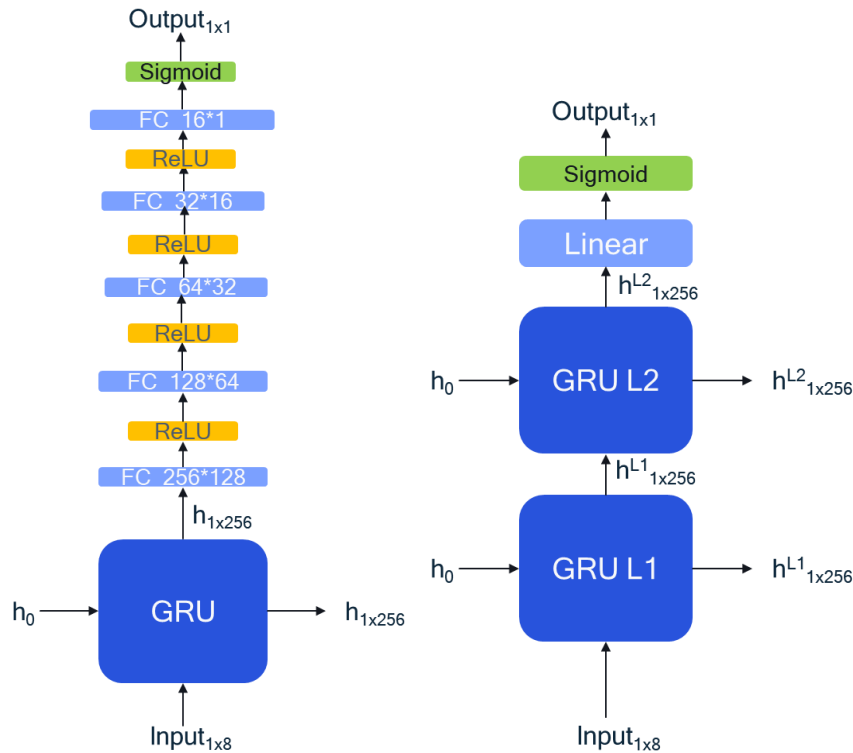 Output1x1
Sigmoid
FC 16*1
ReLU
FC 32*16
ReLU
FC 64*32
ReLU
FC 128*64
ReLU
FC 256*128
h1x256
h0
GRU
h1x256
Input1x8
Output1x1
Sigmoid
Linear
hL21x256
h0
GRU L2
hL21x256
hL11x256
h0
GRU L1
hL11x256
Input1x8